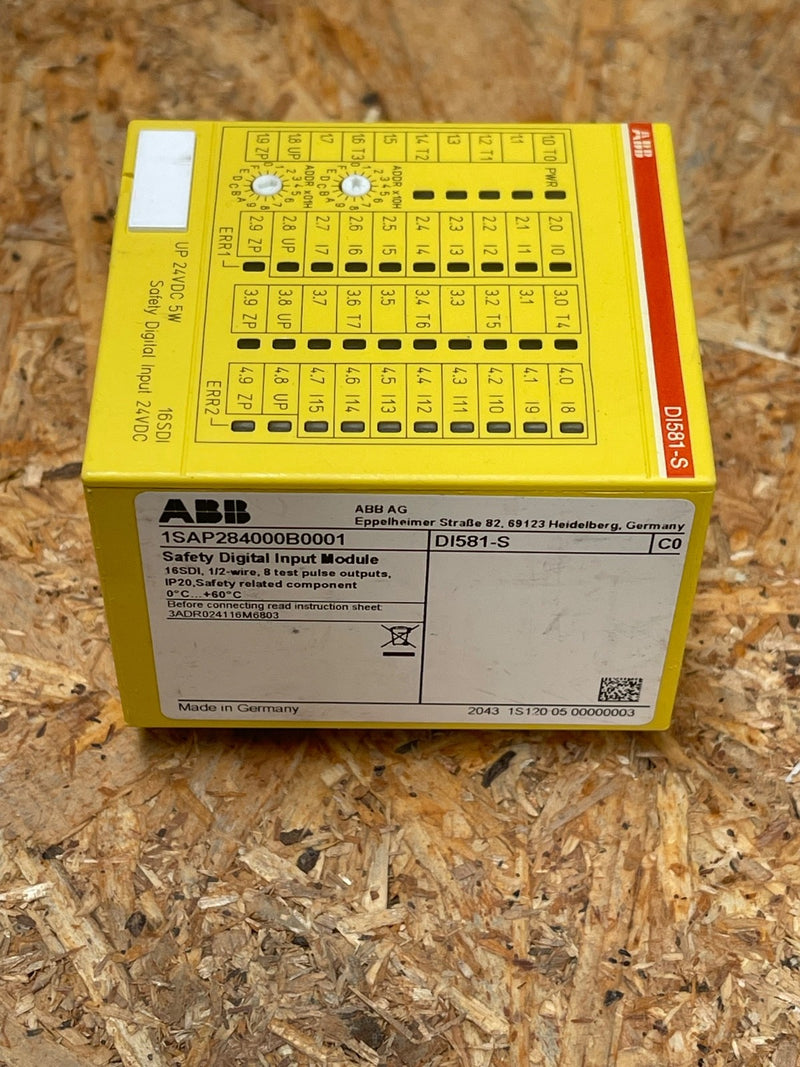 ABB
DI581-S
1.0 T0
1.1
1.2 T1
1.3
1.4 T2
1.5
1.6 T3
1.7
1.8 UP
1.9 ZP
PWR
ADDR x10H
ADDR x01H
2.0 I0
2.1 I1
2.2 I2
2.3 I3
2.4 I4
2.5 I5
2.6 I6
2.7 I7
2.8 UP
2.9 ZP
ERR1
3.0 T4
3.1
3.2 T5
3.3
3.4 T6
3.5
3.6 T7
3.7
3.8 UP
3.9 ZP
4.0 I8
4.1 I9
4.2 I10
4.3 I11
4.4 I12
4.5 I13
4.6 I14
4.7 I15
4.8 UP
4.9 ZP
ERR2
UP 24VDC 5W
16SDI
Safety Digital Input 24VDC
ABB
ABB AG
Eppelheimer Straße 82, 69123 Heidelberg, Germany
1SAP284000B0001
DI581-S
C0
Safety Digital Input Module
16SDI, 1/2-wire, 8 test pulse outputs,
IP20,Safety related component
0°C...+60°C
Before connecting read instruction sheet:
3ADR024116M6803
Made in Germany
2043 1S120 05 00000003